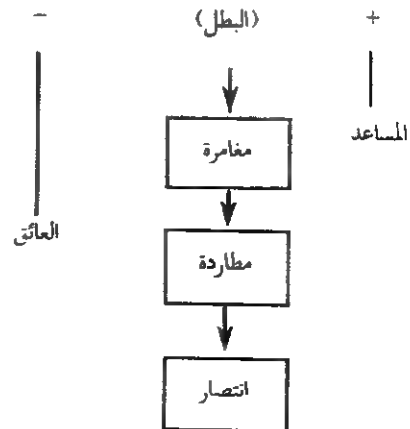 + (البطل) −
المساعد
مغامرة
العائق
مطاردة
انتصار